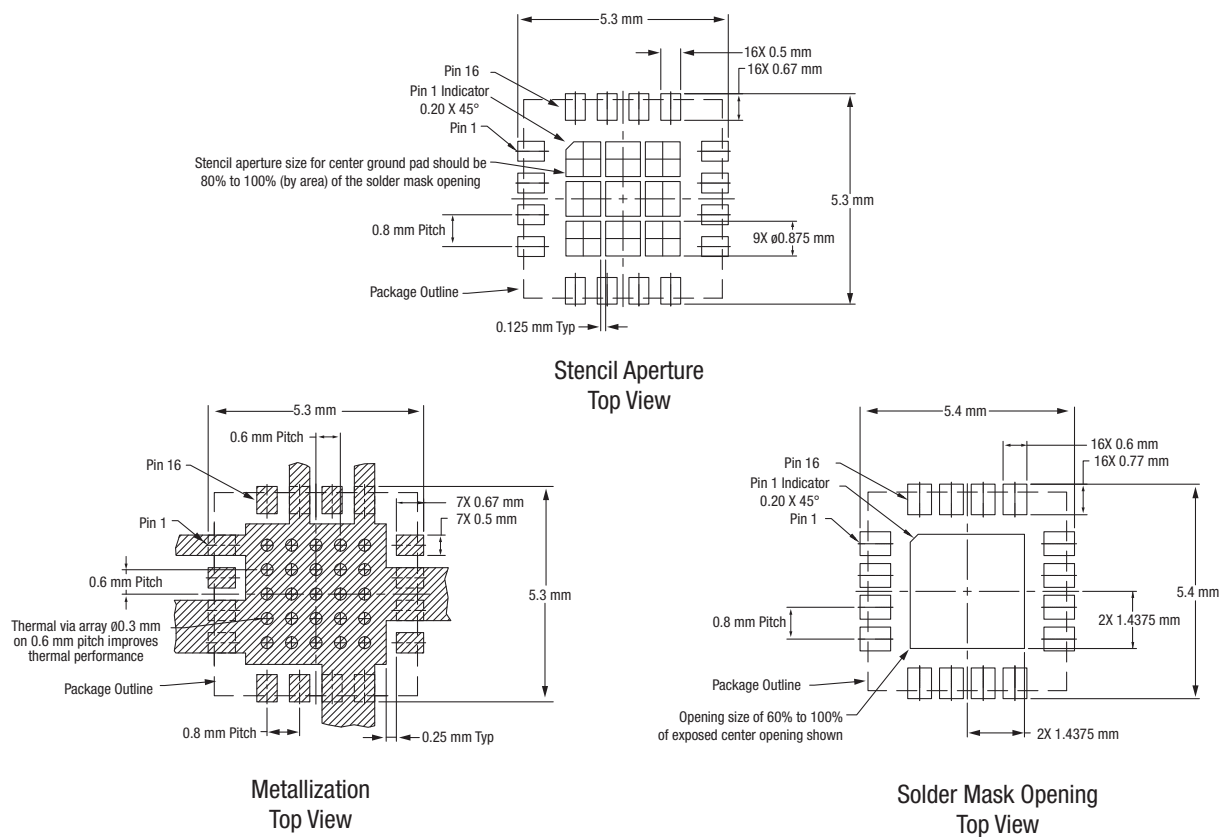 5.3 mm
16X 0.5 mm
16X 0.67 mm
Pin 16
Pin 1 Indicator
0.20 X 45°
Pin 1
Stencil aperture size for center ground pad should be
80% to 100% (by area) of the solder mask opening
5.3 mm
0.8 mm Pitch
9X ø0.875 mm
Package Outline
0.125 mm Typ
Stencil Aperture
Top View
5.3 mm
0.6 mm Pitch
Pin 16
7X 0.67 mm
7X 0.5 mm
Pin 1
0.6 mm Pitch
5.3 mm
Thermal via array ø0.3 mm
on 0.6 mm pitch improves
thermal performance
Package Outline
0.8 mm Pitch
0.25 mm Typ
Metallization
Top View
5.4 mm
16X 0.6 mm
16X 0.77 mm
Pin 16
Pin 1 Indicator
0.20 X 45°
Pin 1
5.4 mm
0.8 mm Pitch
2X 1.4375 mm
Package Outline
Opening size of 60% to 100%
of exposed center opening shown
2X 1.4375 mm
Solder Mask Opening
Top View